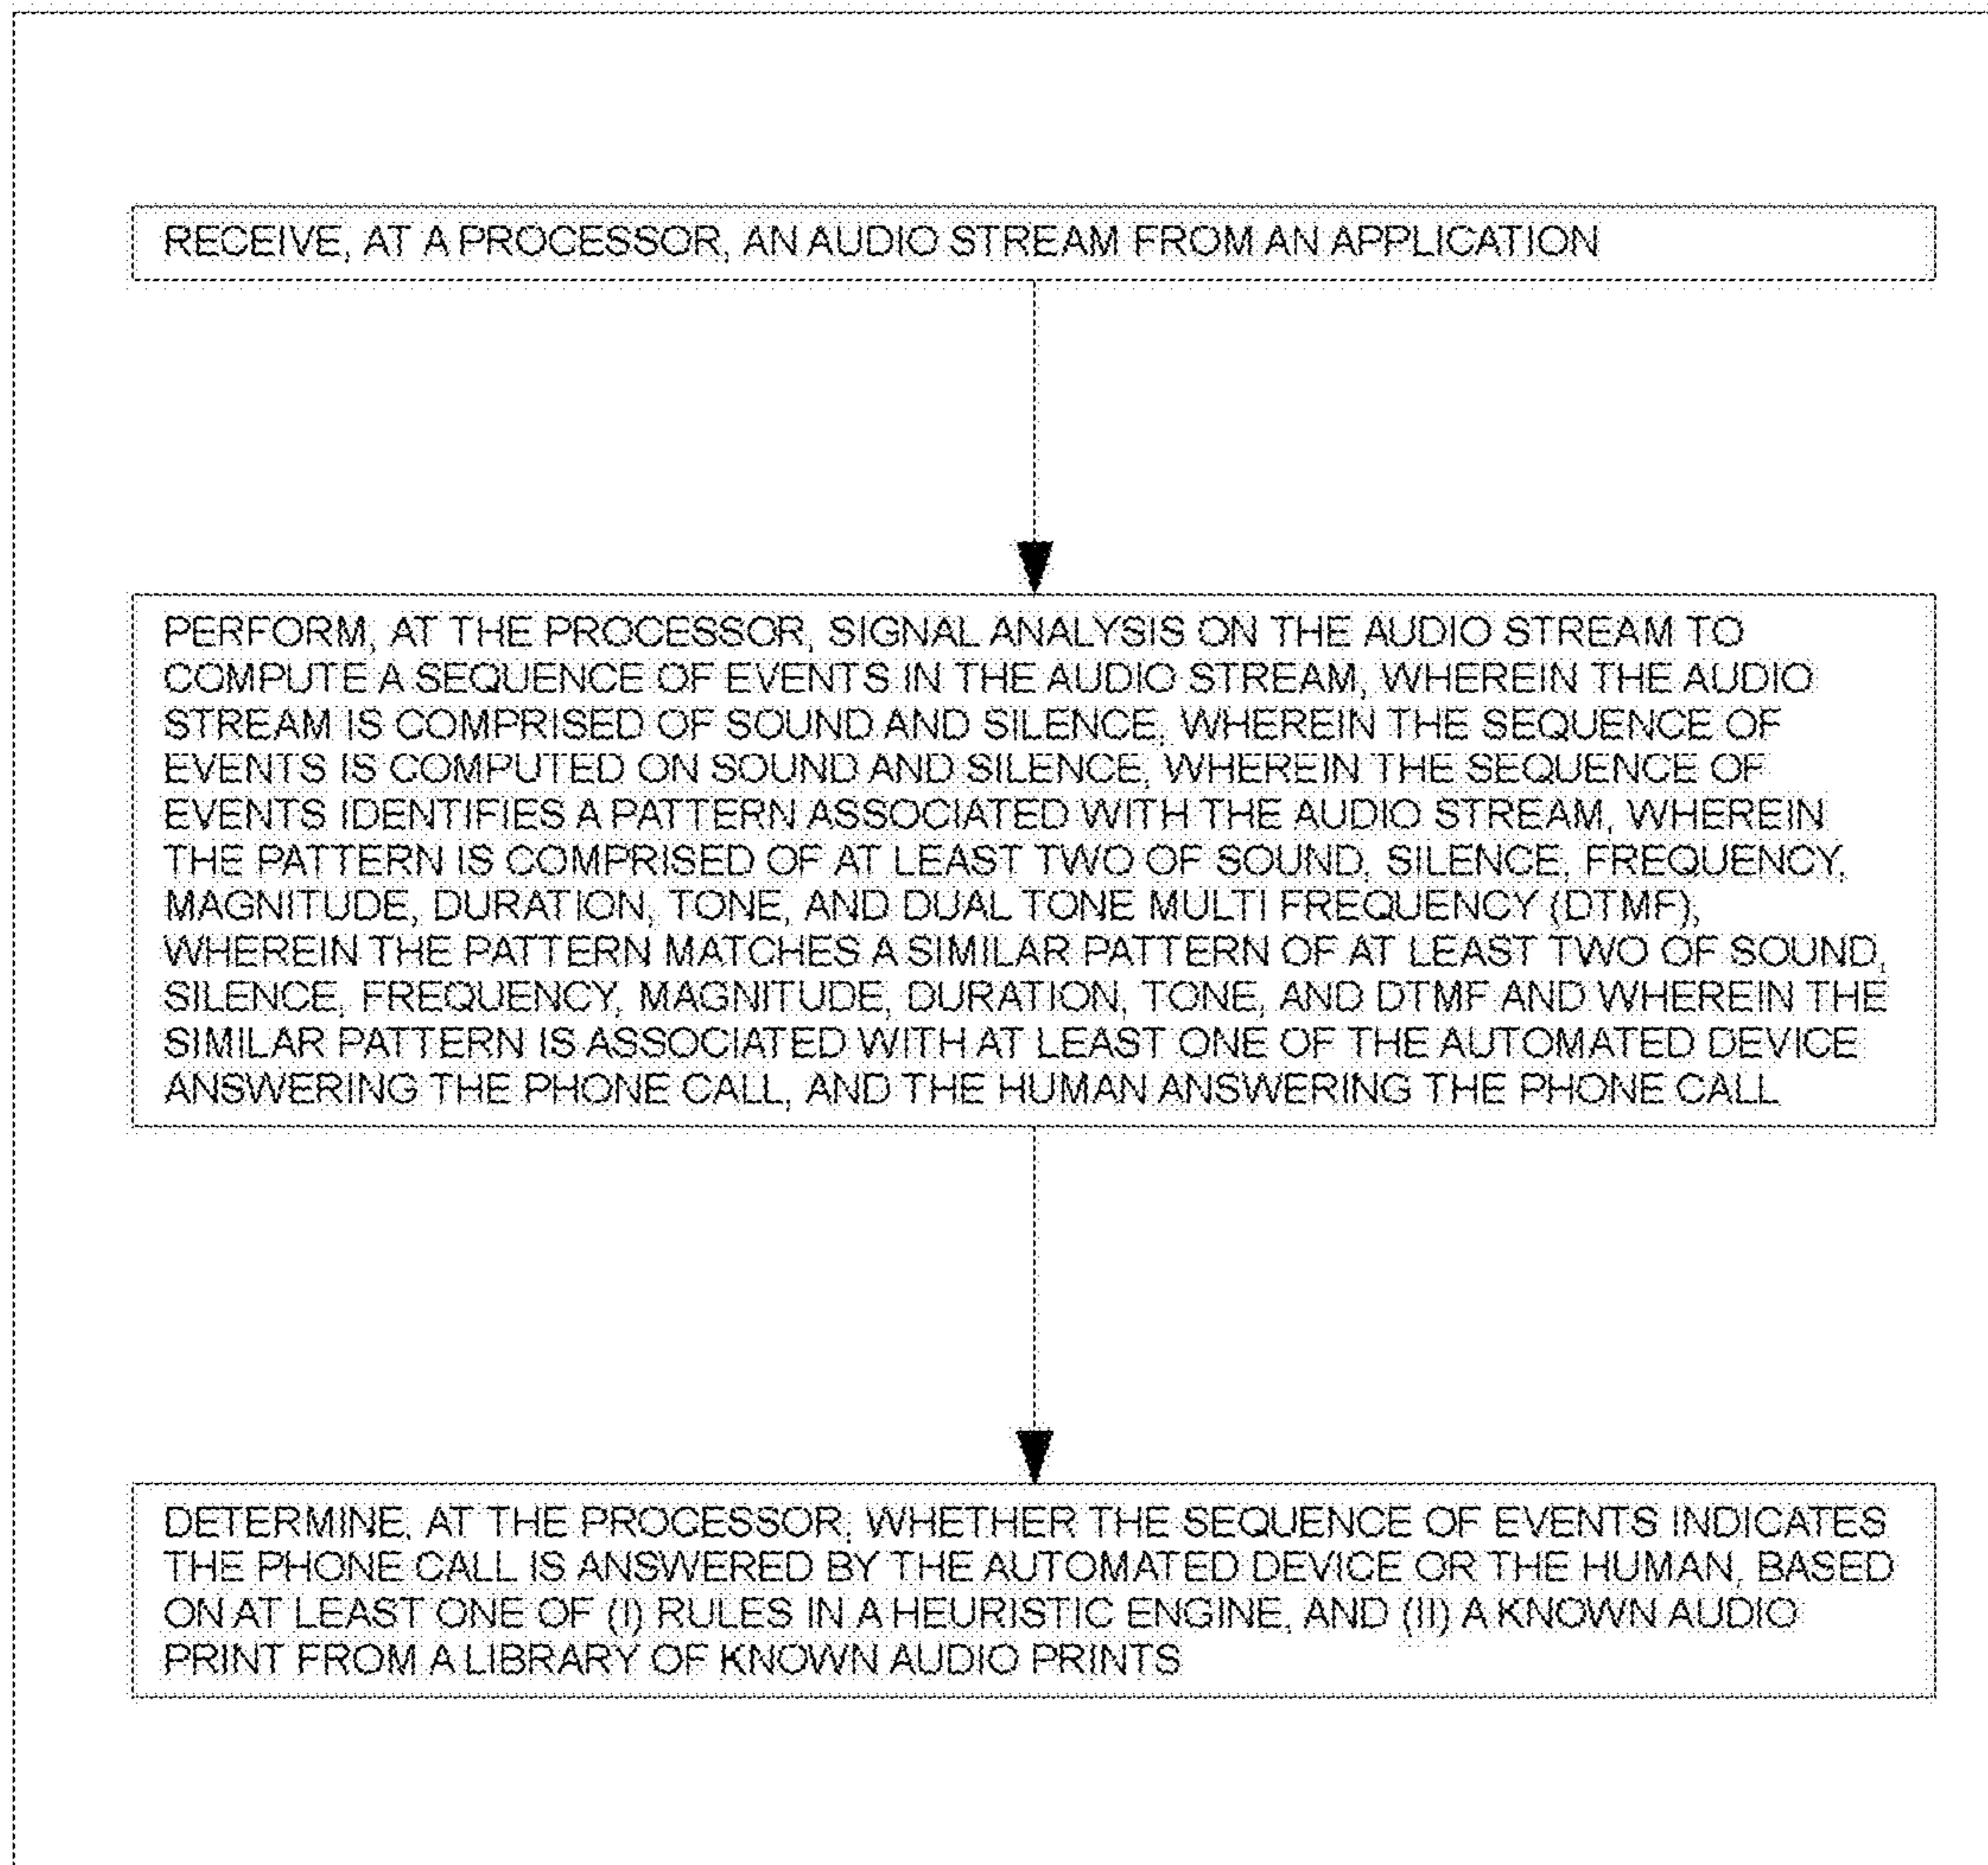 RECEIVE, AT A PROCESSOR, AN AUDIO STREAM FROM AN APPLICATION
PERFORM, AT THE PROCESSOR, SIGNAL ANALYSIS ON THE AUDIO STREAM TO
COMPUTE A SEQUENCE OF EVENTS IN THE AUDIO STREAM, WHEREIN THE AUDIO
STREAM IS COMPRISED OF SOUND AND SILENCE, WHEREIN THE SEQUENCE OF
EVENTS IS COMPUTED ON SOUND AND SILENCE, WHEREIN THE SEQUENCE OF
EVENTS IDENTIFIES A PATTERN ASSOCIATED WITH THE AUDIO STREAM, WHEREIN
THE PATTERN IS COMPRISED OF AT LEAST TWO OF SOUND, SILENCE, FREQUENCY,
MAGNITUDE, DURATION, TONE, AND DUAL TONE MULTI FREQUENCY (DTMF),
WHEREIN THE PATTERN MATCHES A SIMILAR PATTERN OF AT LEAST TWO OF SOUND,
SILENCE, FREQUENCY, MAGNITUDE, DURATION, TONE, AND DTMF AND WHEREIN THE
SIMILAR PATTERN IS ASSOCIATED WITH AT LEAST ONE OF THE AUTOMATED DEVICE
ANSWERING THE PHONE CALL, AND THE HUMAN ANSWERING THE PHONE CALL
DETERMINE, AT THE PROCESSOR, WHETHER THE SEQUENCE OF EVENTS INDICATES
THE PHONE CALL IS ANSWERED BY THE AUTOMATED DEVICE OR THE HUMAN, BASED
ON AT LEAST ONE OF (I) RULES IN A HEURISTIC ENGINE, AND (II) A KNOWN AUDIO
PRINT FROM A LIBRARY OF KNOWN AUDIO PRINTS